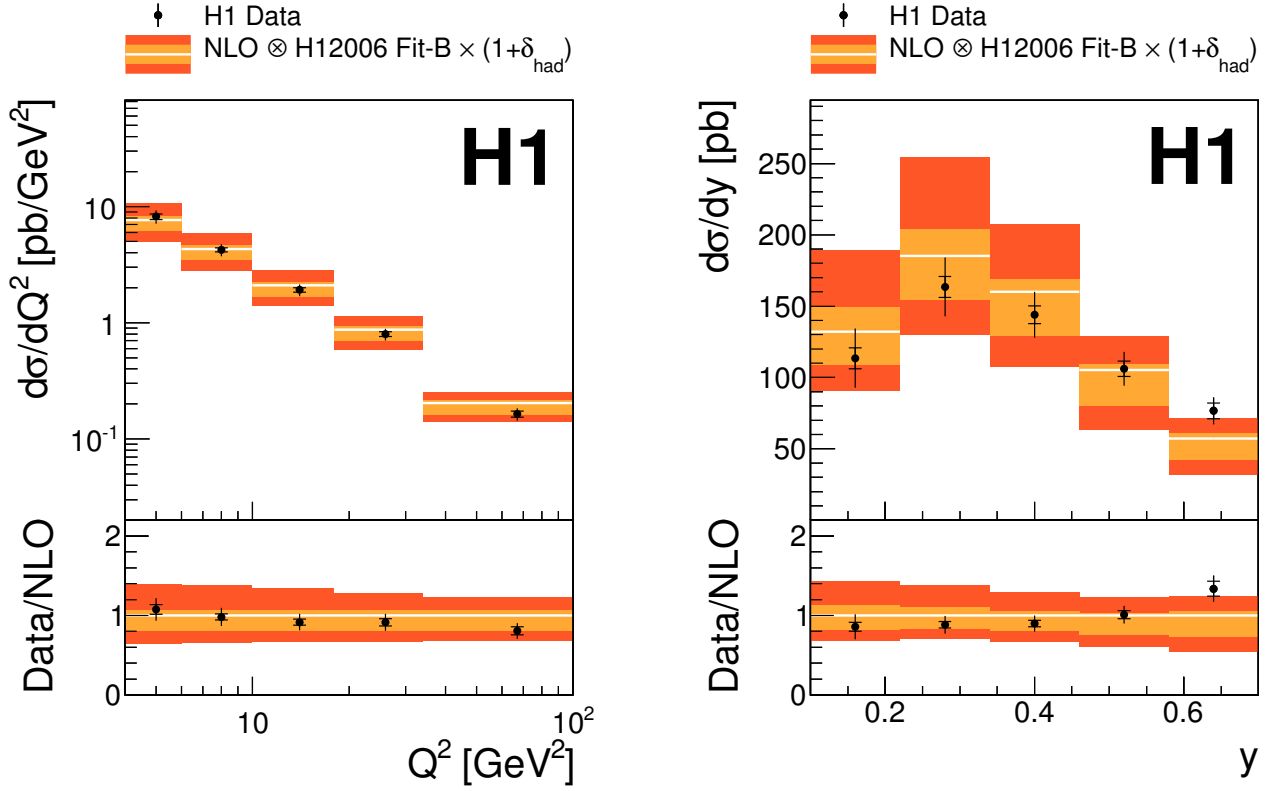 H1 Data
NLO ⊗ H12006 Fit-B × (1+δ_had)
H1
dσ/dQ² [pb/GeV²]
10
1
10⁻¹
Data/NLO
2
1
0
10
10²
Q² [GeV²]
H1 Data
NLO ⊗ H12006 Fit-B × (1+δ_had)
H1
dσ/dy [pb]
250
200
150
100
50
Data/NLO
2
1
0
0.2
0.4
0.6
y